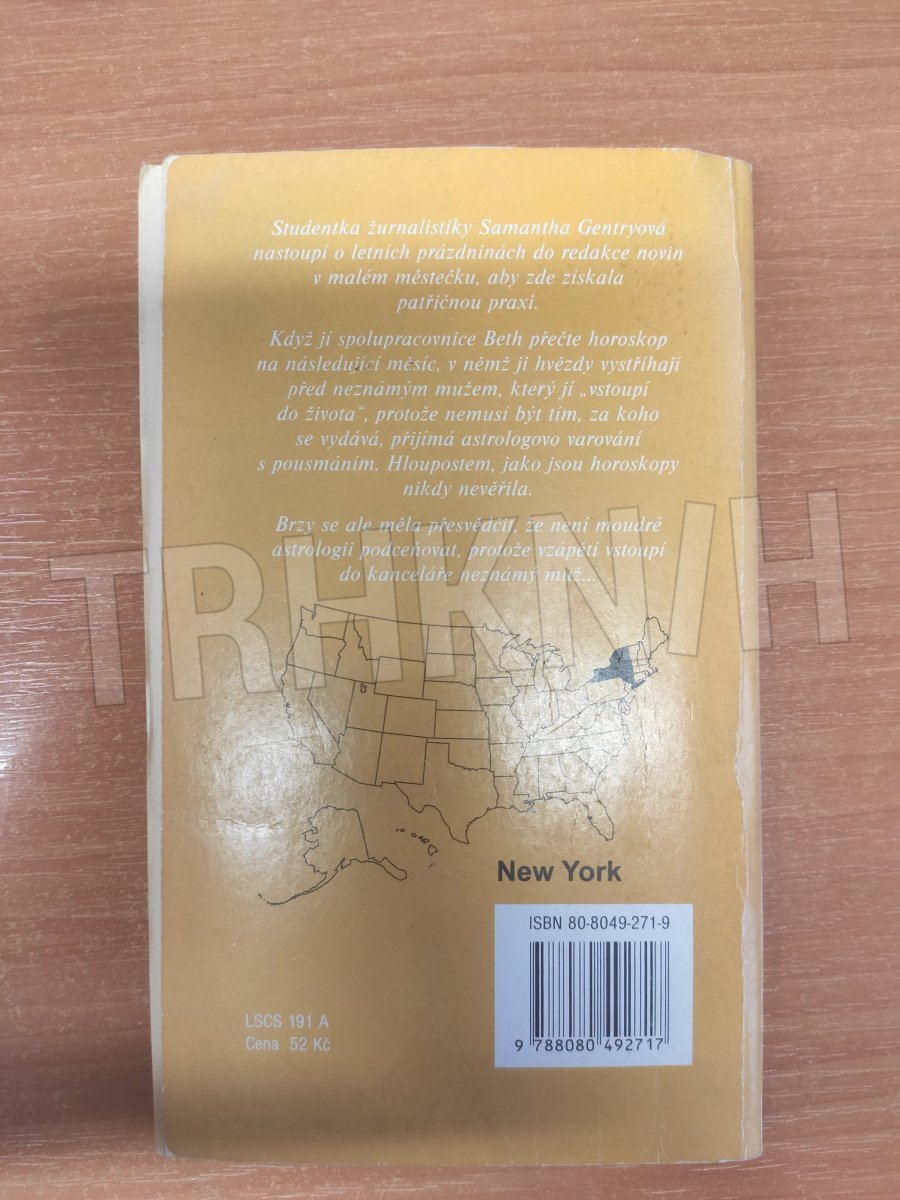 Studentka žurnalistiky Samantha Gentryová
nastoupí o letních prázdninách do redakce novin
v malém městečku, aby zde získala
patřičnou praxi.
Když jí spolupracovnice Beth přečte horoskop
na následující měsíc, v němž ji hvězdy vystříhají
před neznámým mužem, který jí „vstoupí
do života“, protože nemusí být tím, za koho
se vydává, přijímá astrologovo varování
s pousmáním. Hloupostem, jako jsou horoskopy
nikdy nevěřila.
Brzy se ale měla přesvědčit, že není moudré
astrologii podceňovat, protože vzápětí vstoupí
do kanceláře neznámý muž...
TRHKNIH
New York
ISBN 80-8049-271-9
9 788080 492717
LSCS 191 A
Cena 52 Kč